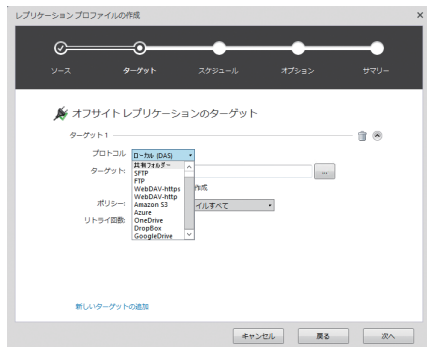 レプリケーションプロファイルの作成
ソース ターゲット スケジュール オプション サマリー
オフサイトレプリケーションのターゲット
ターゲット 1
プロトコル: ローカル (DAS)
共有フォルダー
ターゲット: ...
SFTP
FTP
WebDAV-https 作成
WebDAV-http
ポリシー: Amazon S3 イルすべて
Azure
リトライ回数: OneDrive
DropBox
GoogleDrive
新しいターゲットの追加
キャンセル 戻る 次へ